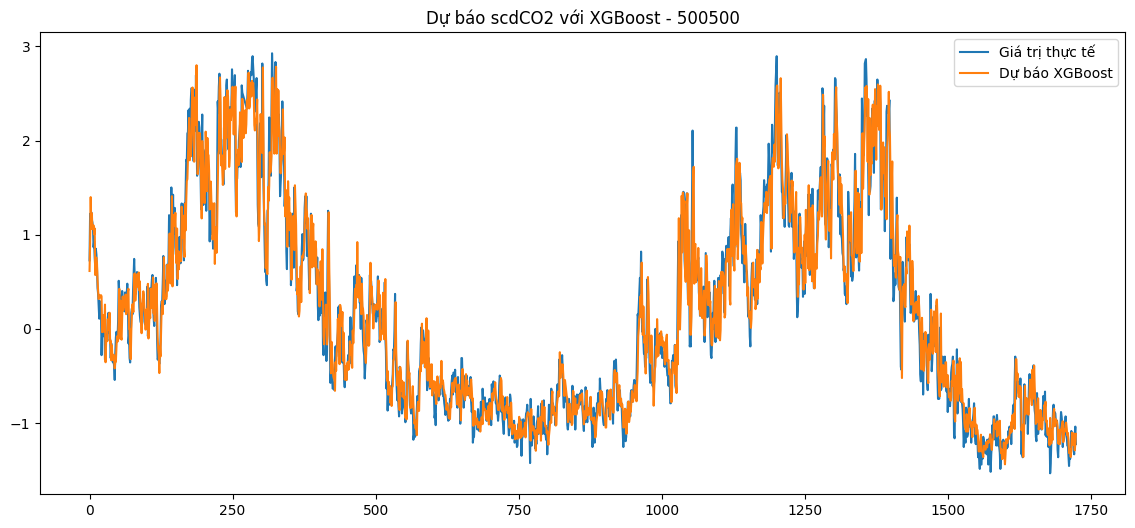 Dự báo scdCO2 với XGBoost - 500500
Giá trị thực tế
Dự báo XGBoost
3
2
1
0
−1
0 250 500 750 1000 1250 1500 1750